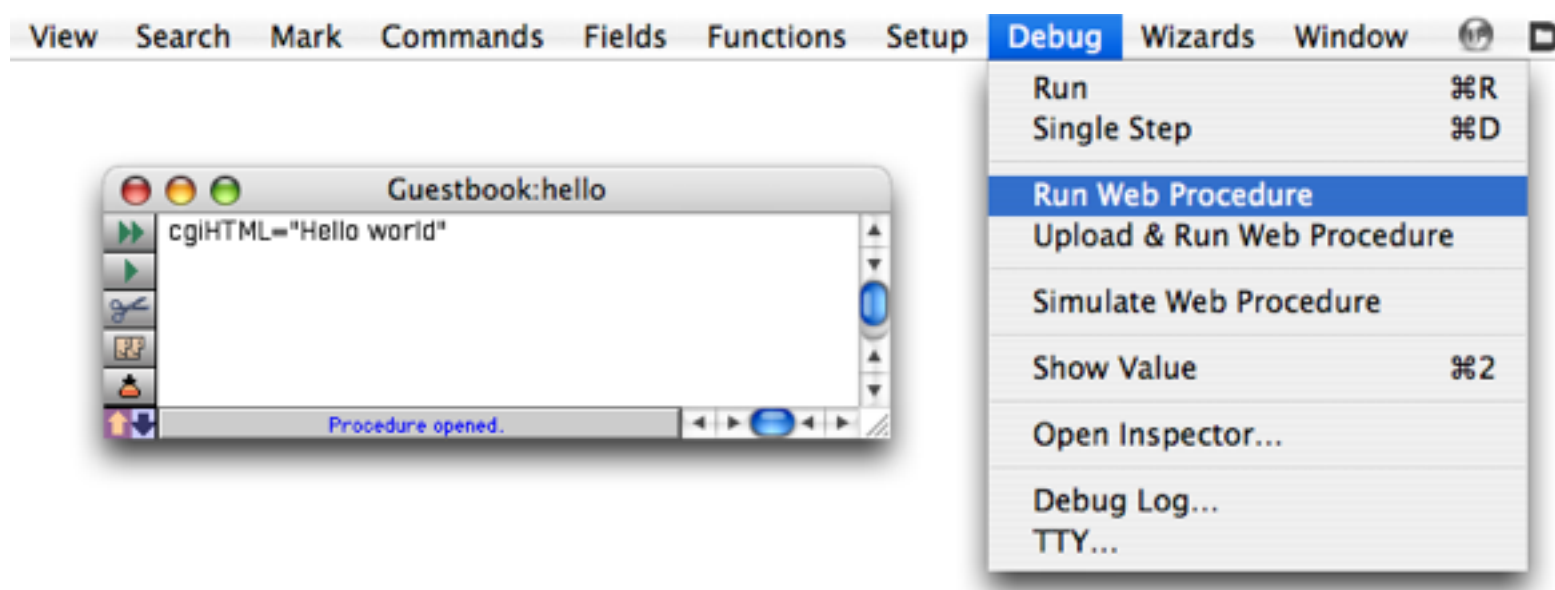 View Search Mark Commands Fields Functions Setup Debug Wizards Window
Run ⌘R
Single Step ⌘D
Run Web Procedure
Upload & Run Web Procedure
Simulate Web Procedure
Show Value ⌘2
Open Inspector...
Debug Log...
TTY...
Guestbook:hello
cgiHTML="Hello world"
Procedure opened.